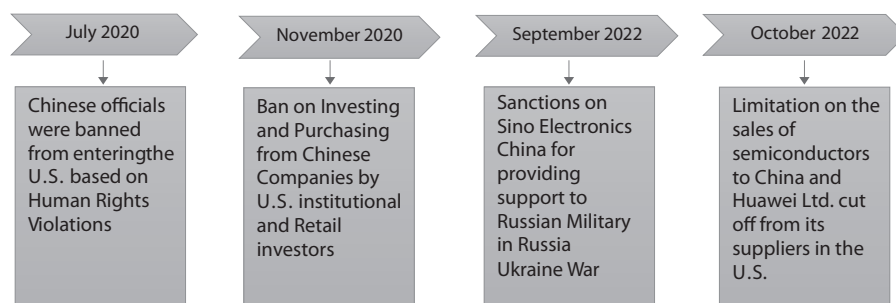 July 2020
November 2020
September 2022
October 2022
Chinese officials
were banned
from enteringthe
U.S. based on
Human Rights
Violations
Ban on Investing
and Purchasing
from Chinese
Companies by
U.S. institutional
and Retail
investors
Sanctions on
Sino Electronics
China for
providing
support to
Russian Military
in Russia
Ukraine War
Limitation on the
sales of
semiconductors
to China and
Huawei Ltd. cut
off from its
suppliers in the
U.S.